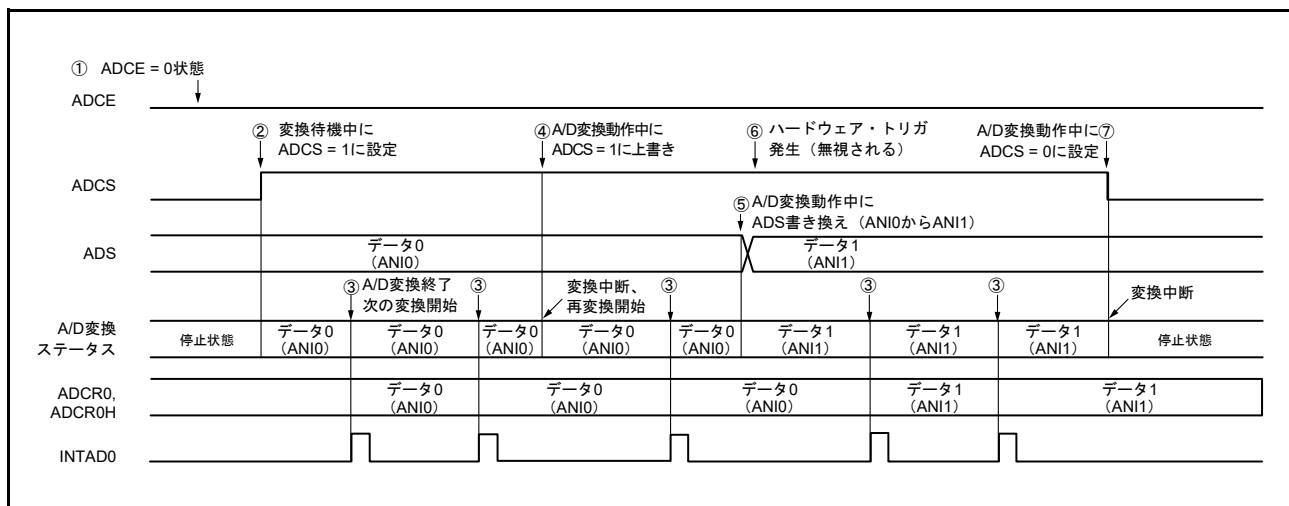 ① ADCE = 0状態
ADCE
② 変換待機中に
ADCS = 1に設定
④A/D変換動作中に
ADCS = 1に上書き
⑥ ハードウェア・トリガ
発生（無視される）
A/D変換動作中に⑦
ADCS = 0に設定
ADCS
⑤A/D変換動作中に
ADS書き換え（ANI0からANI1）
ADS
データ0
(ANI0)
データ1
(ANI1)
③A/D変換終了
次の変換開始
③
変換中断、
再変換開始
③
③
③
変換中断
A/D変換
ステータス
停止状態
データ0
(ANI0)
データ0
(ANI0)
データ0
(ANI0)
データ0
(ANI0)
データ0
(ANI0)
データ1
(ANI1)
データ1
(ANI1)
データ1
(ANI1)
停止状態
ADCR0,
ADCR0H
データ0
(ANI0)
データ0
(ANI0)
データ0
(ANI0)
データ1
(ANI1)
データ1
(ANI1)
INTAD0